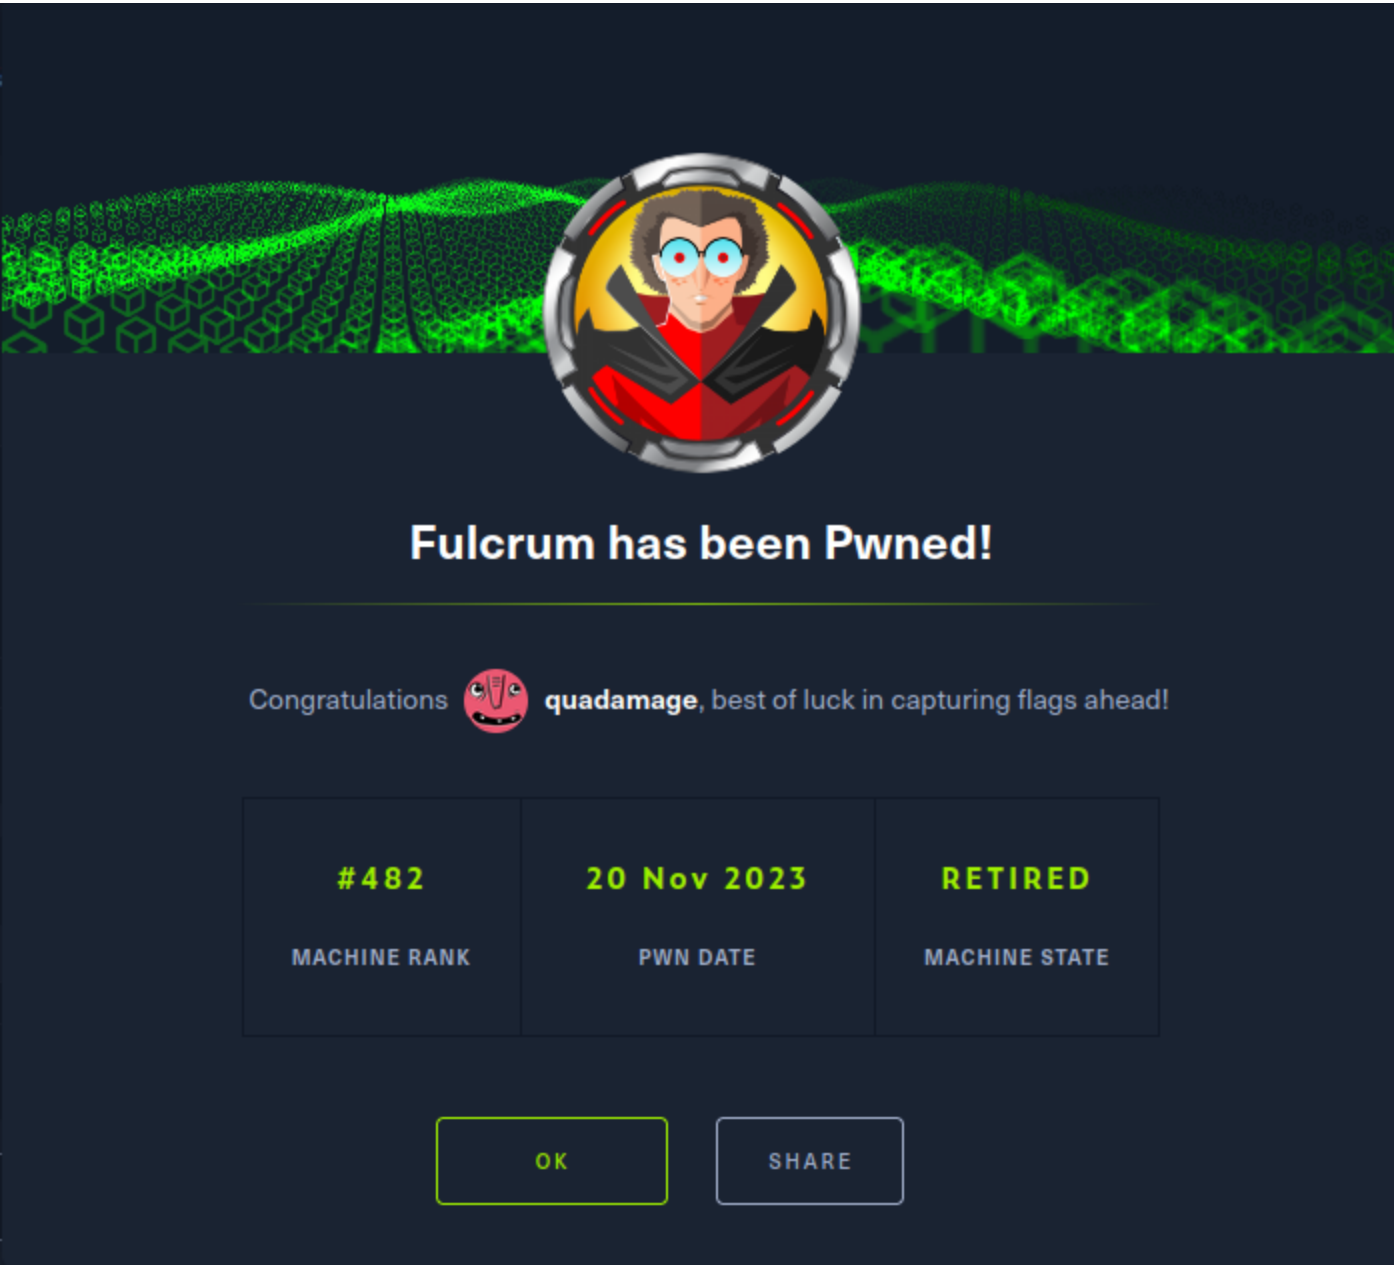 Fulcrum has been Pwned!
Congratulations quadamage, best of luck in capturing flags ahead!
#482 20 Nov 2023 RETIRED
MACHINE RANK PWN DATE MACHINE STATE
OK SHARE